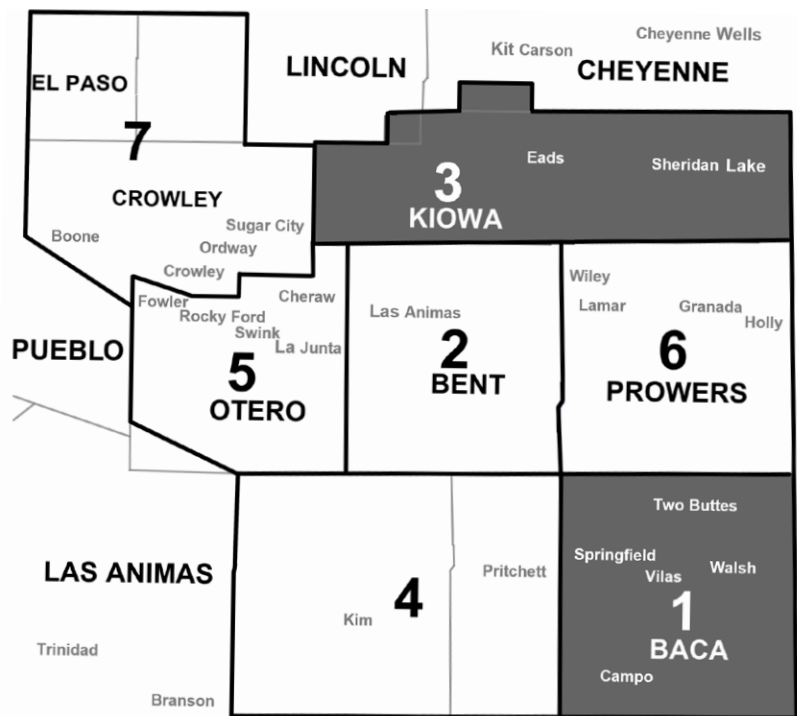 Cheyenne Wells
Kit Carson
LINCOLN
CHEYENNE
EL PASO
7
CROWLEY
Boone
Sugar City
Ordway
Crowley
Eads
Sheridan Lake
3
KIOWA
Fowler
Cheraw
Rocky Ford
Swink
La Junta
5
OTERO
PUEBLO
Las Animas
2
BENT
Wiley
Lamar
Granada
Holly
6
PROWERS
LAS ANIMAS
Trinidad
Branson
Kim
4
Pritchett
Two Buttes
Springfield
Vilas
Walsh
1
BACA
Campo